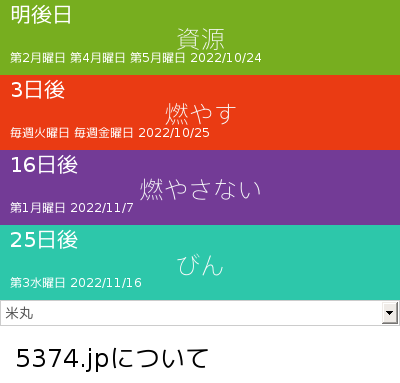 明後日
資源
第2月曜日 第4月曜日 第5月曜日 2022/10/24
3日後
燃やす
毎週火曜日 毎週金曜日 2022/10/25
16日後
燃やさない
第1月曜日 2022/11/7
25日後
びん
第3水曜日 2022/11/16
米丸
5374.jpについて